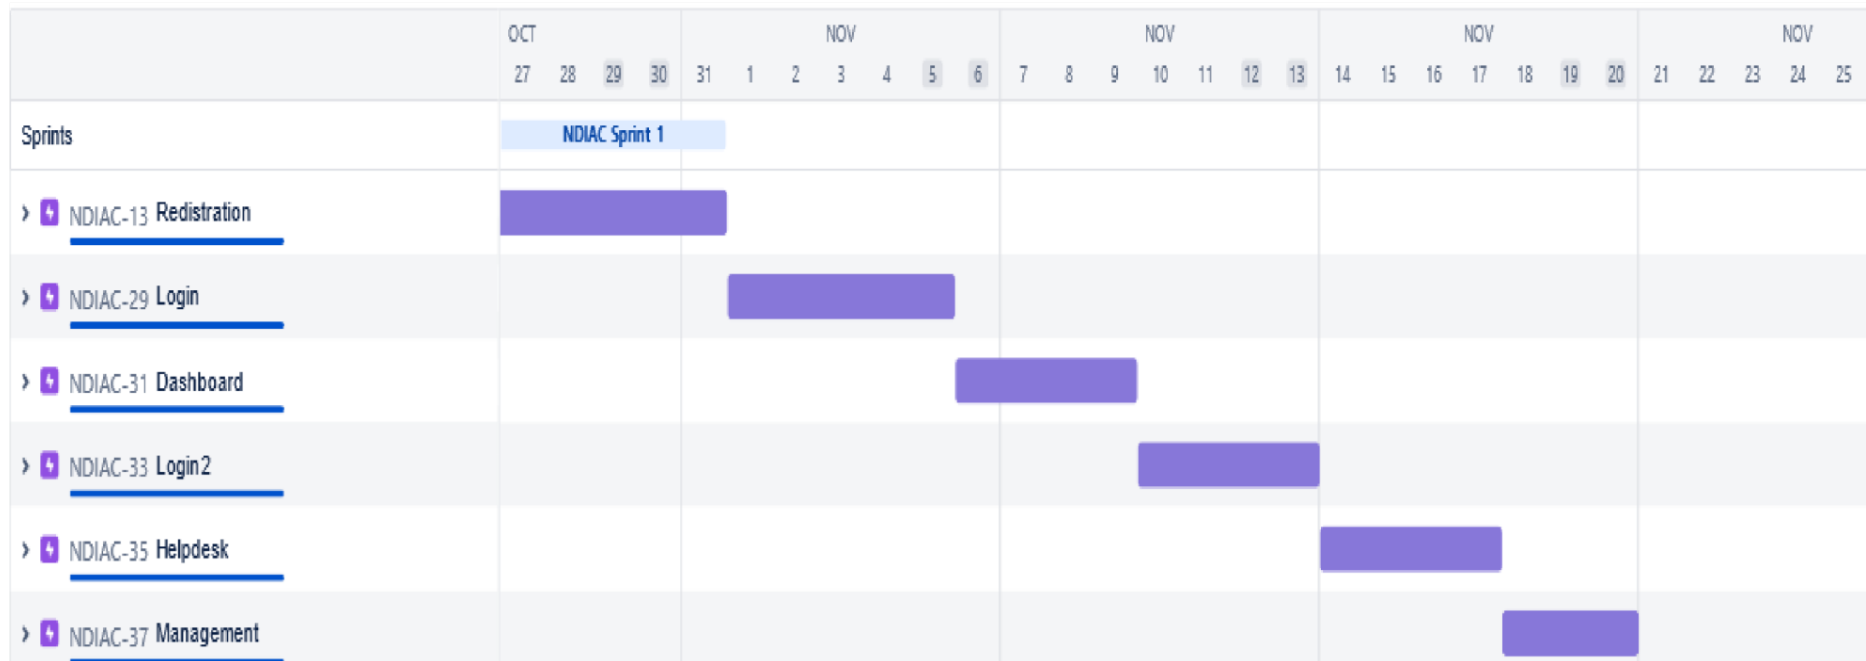 OCT NOV NOV NOV NOV
27 28 29 30 31 1 2 3 4 5 6 7 8 9 10 11 12 13 14 15 16 17 18 19 20 21 22 23 24 25
Sprints NDIAC Sprint 1
NDIAC-13 Redistration
NDIAC-29 Login
NDIAC-31 Dashboard
NDIAC-33 Login2
NDIAC-35 Helpdesk
NDIAC-37 Management